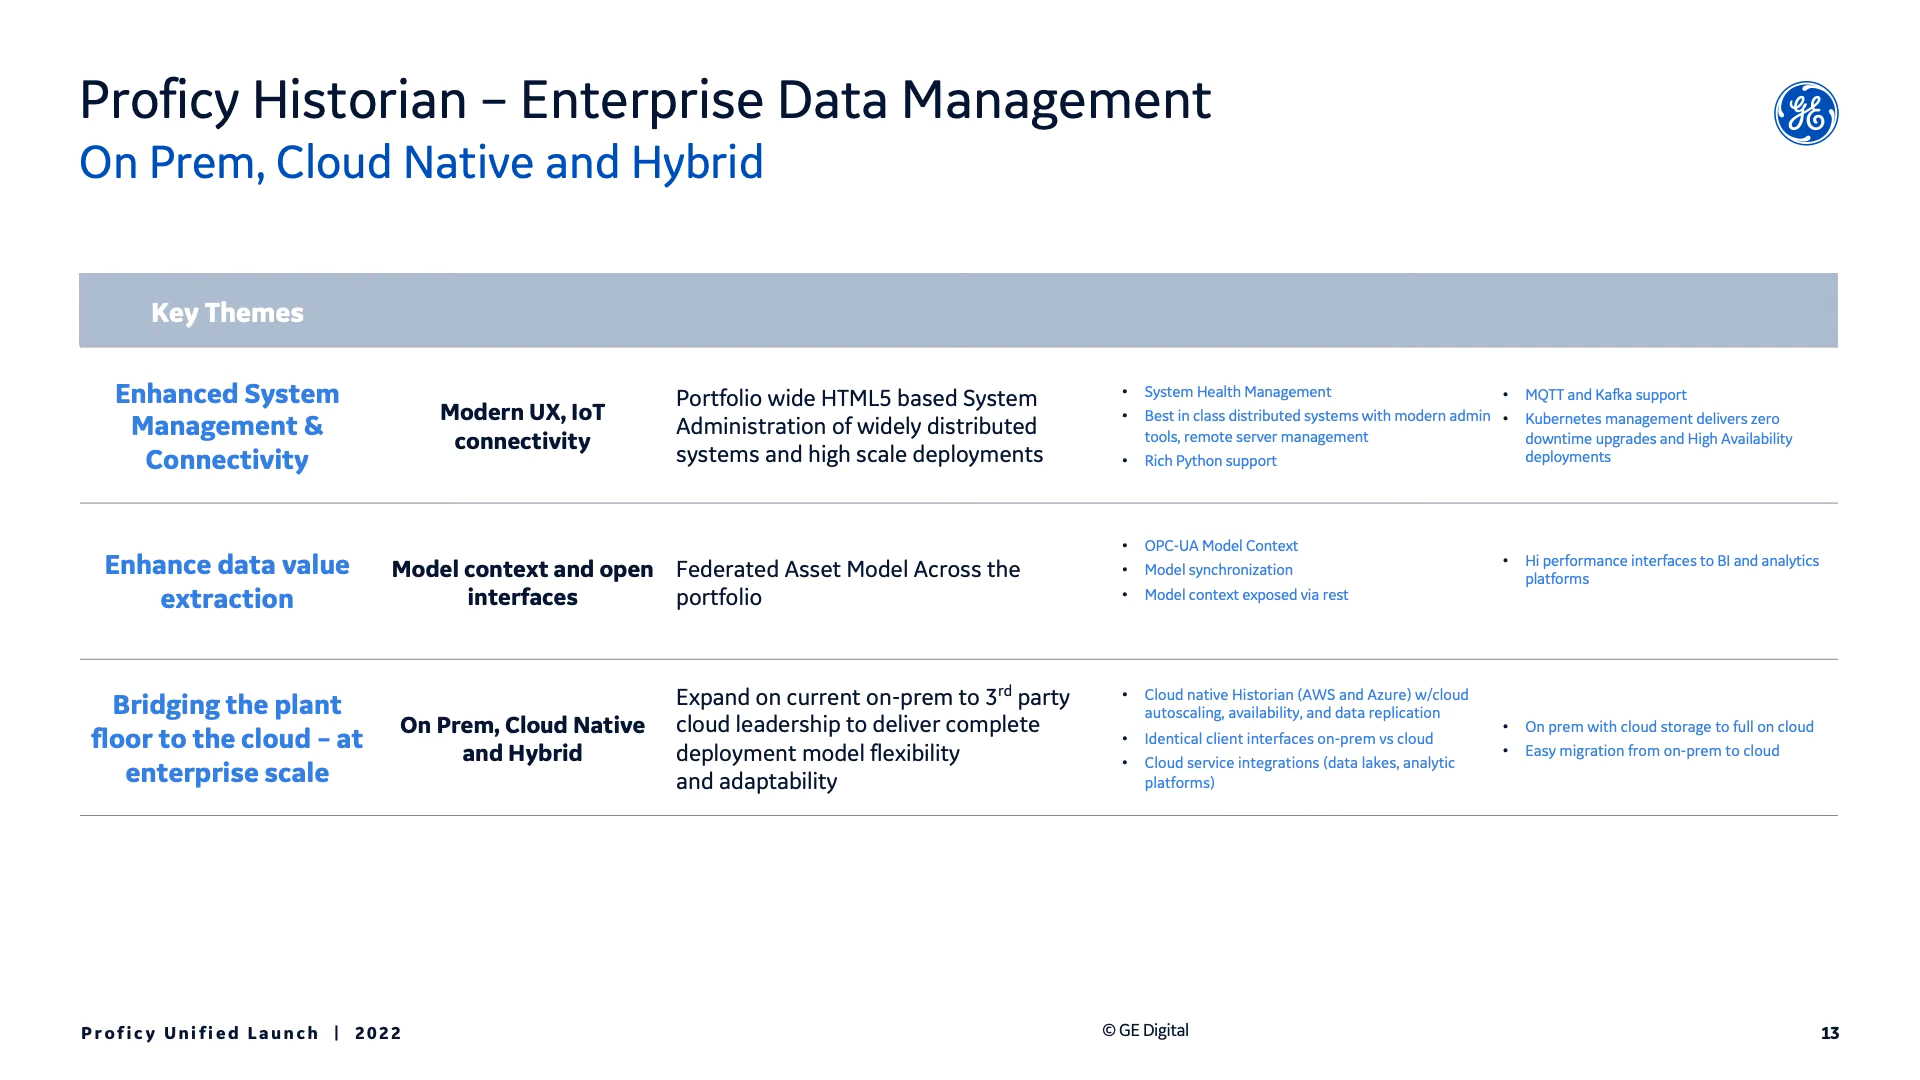 Proficy Historian – Enterprise Data Management
On Prem, Cloud Native and Hybrid
GE
Key Themes
Enhanced System
Management &
Connectivity
Modern UX, IoT
connectivity
Portfolio wide HTML5 based System
Administration of widely distributed
systems and high scale deployments
• System Health Management
• Best in class distributed systems with modern admin
tools, remote server management
• Rich Python support
• MQTT and Kafka support
• Kubernetes management delivers zero
downtime upgrades and High Availability
deployments
Enhance data value
extraction
Model context and open
interfaces
Federated Asset Model Across the
portfolio
• OPC-UA Model Context
• Model synchronization
• Model context exposed via rest
• Hi performance interfaces to BI and analytics
platforms
Bridging the plant
floor to the cloud – at
enterprise scale
On Prem, Cloud Native
and Hybrid
Expand on current on-prem to 3rd party
cloud leadership to deliver complete
deployment model flexibility
and adaptability
• Cloud native Historian (AWS and Azure) w/cloud
autoscaling, availability, and data replication
• Identical client interfaces on-prem vs cloud
• Cloud service integrations (data lakes, analytic
platforms)
• On prem with cloud storage to full on cloud
• Easy migration from on-prem to cloud
Proficy Unified Launch | 2022
© GE Digital
13